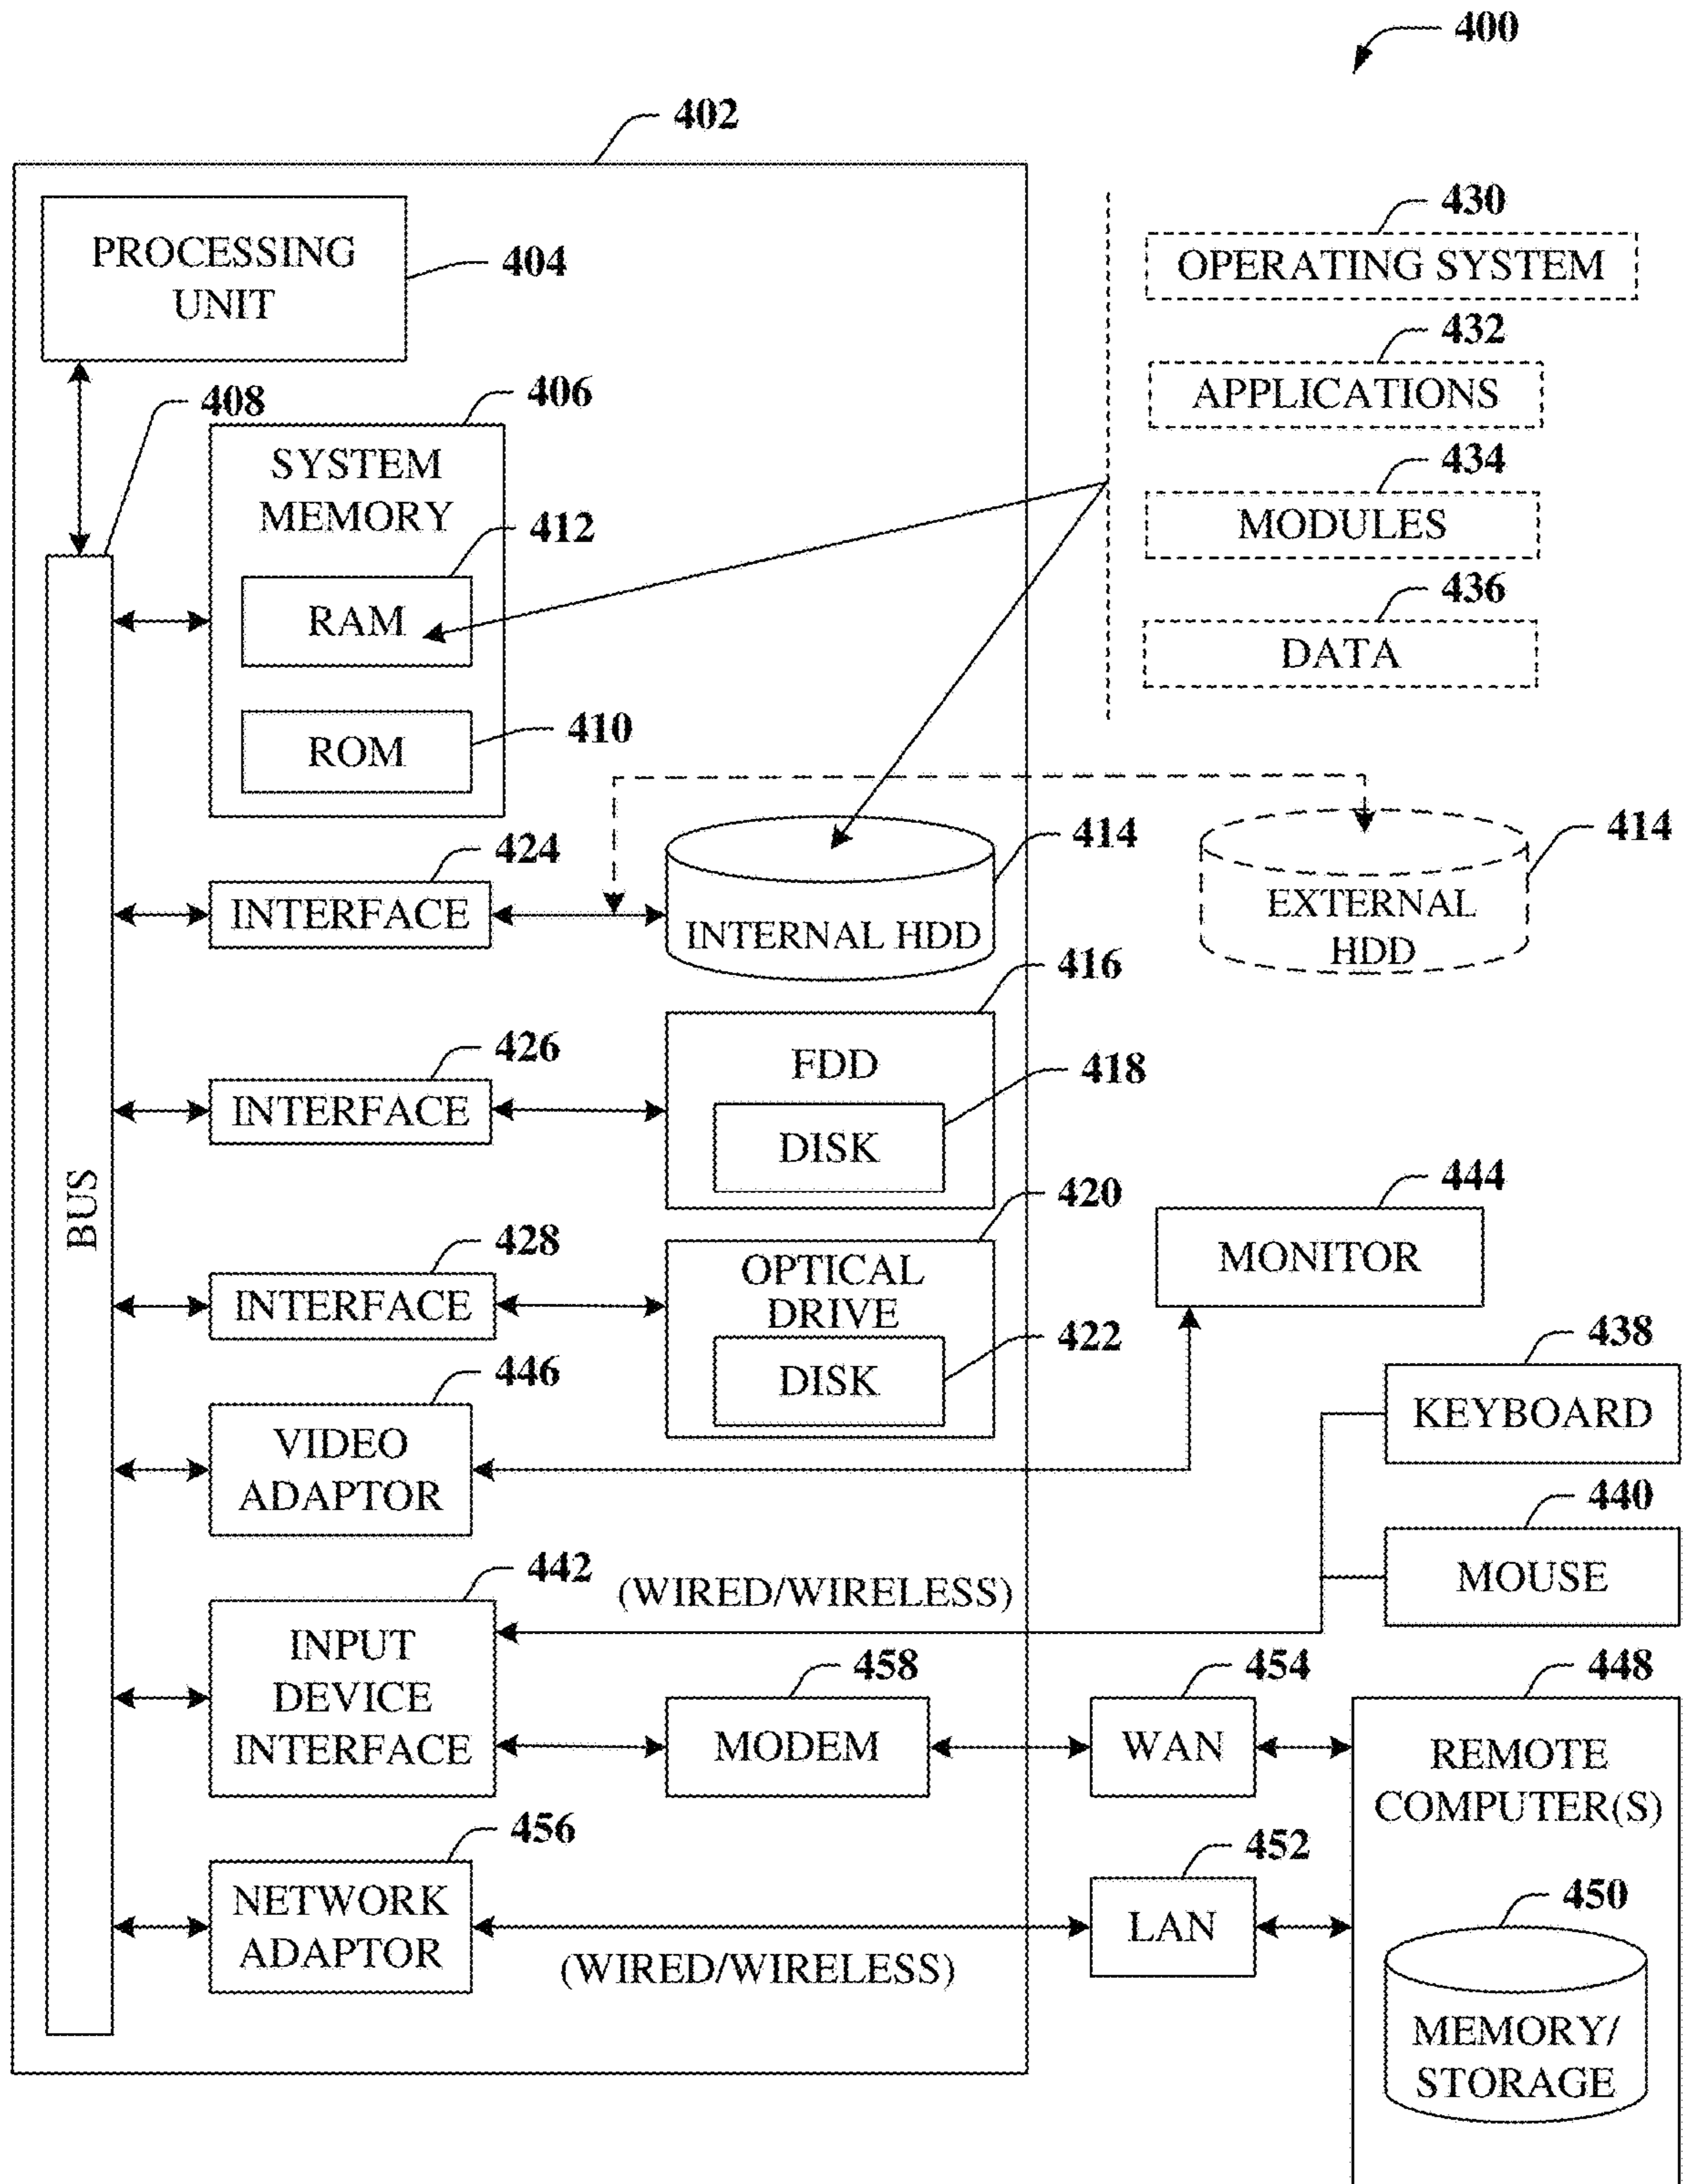 400
402
PROCESSING
UNIT
404
430
OPERATING SYSTEM
432
APPLICATIONS
434
MODULES
436
DATA
408
406
SYSTEM
MEMORY
412
RAM
410
ROM
BUS
424
INTERFACE
414
INTERNAL HDD
414
EXTERNAL
HDD
426
INTERFACE
416
FDD
418
DISK
428
INTERFACE
420
OPTICAL
DRIVE
422
DISK
444
MONITOR
446
VIDEO
ADAPTOR
438
KEYBOARD
440
MOUSE
442
(WIRED/WIRELESS)
INPUT
DEVICE
INTERFACE
458
MODEM
454
WAN
448
REMOTE
COMPUTER(S)
456
NETWORK
ADAPTOR
(WIRED/WIRELESS)
452
LAN
450
MEMORY/
STORAGE